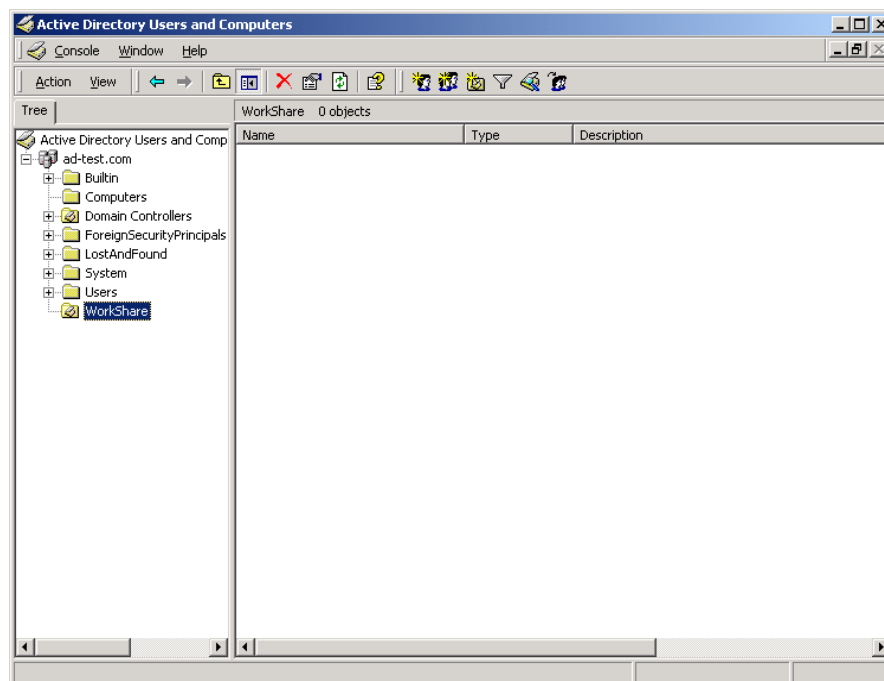 Active Directory Users and Computers
Console Window Help
Action View
Tree
WorkShare 0 objects
Name Type Description
Active Directory Users and Comp
ad-test.com
Builtin
Computers
Domain Controllers
ForeignSecurityPrincipals
LostAndFound
System
Users
WorkShare